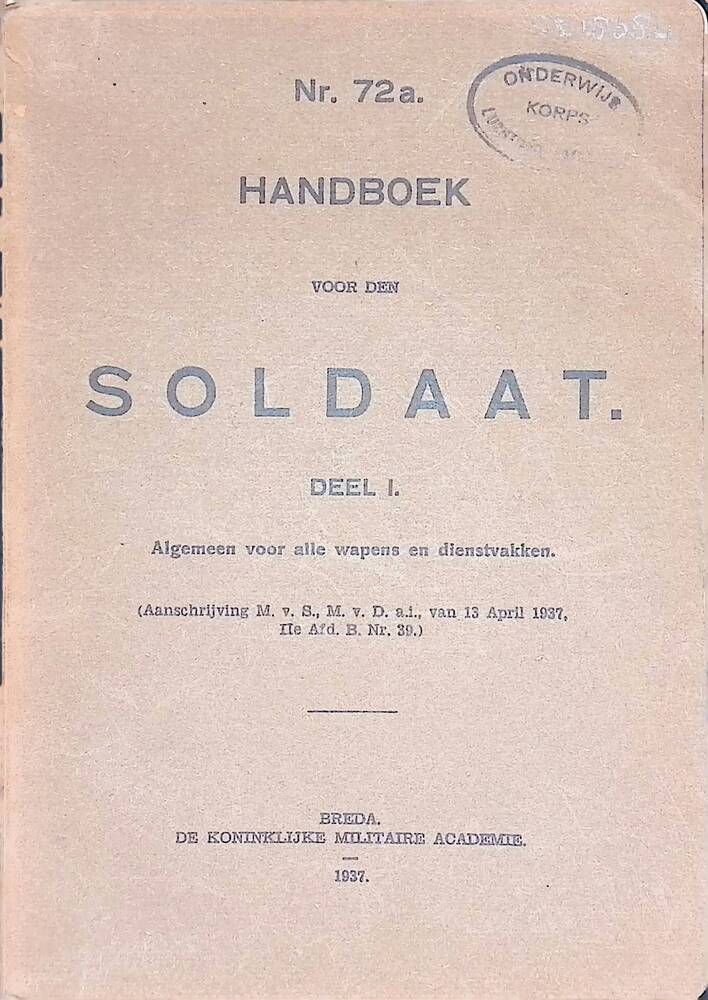 Nr. 72a.
ONDERWIJS
KORPS
HANDBOEK
VOOR DEN
SOLDAAT.
DEEL I.
Algemeen voor alle wapens en dienstvakken.
(Aanschrijving M. v. S., M. v. D. a.i., van 13 April 1937,
IIe Afd. B. Nr. 39.)
BREDA.
DE KONINKLIJKE MILITAIRE ACADEMIE.
1937.